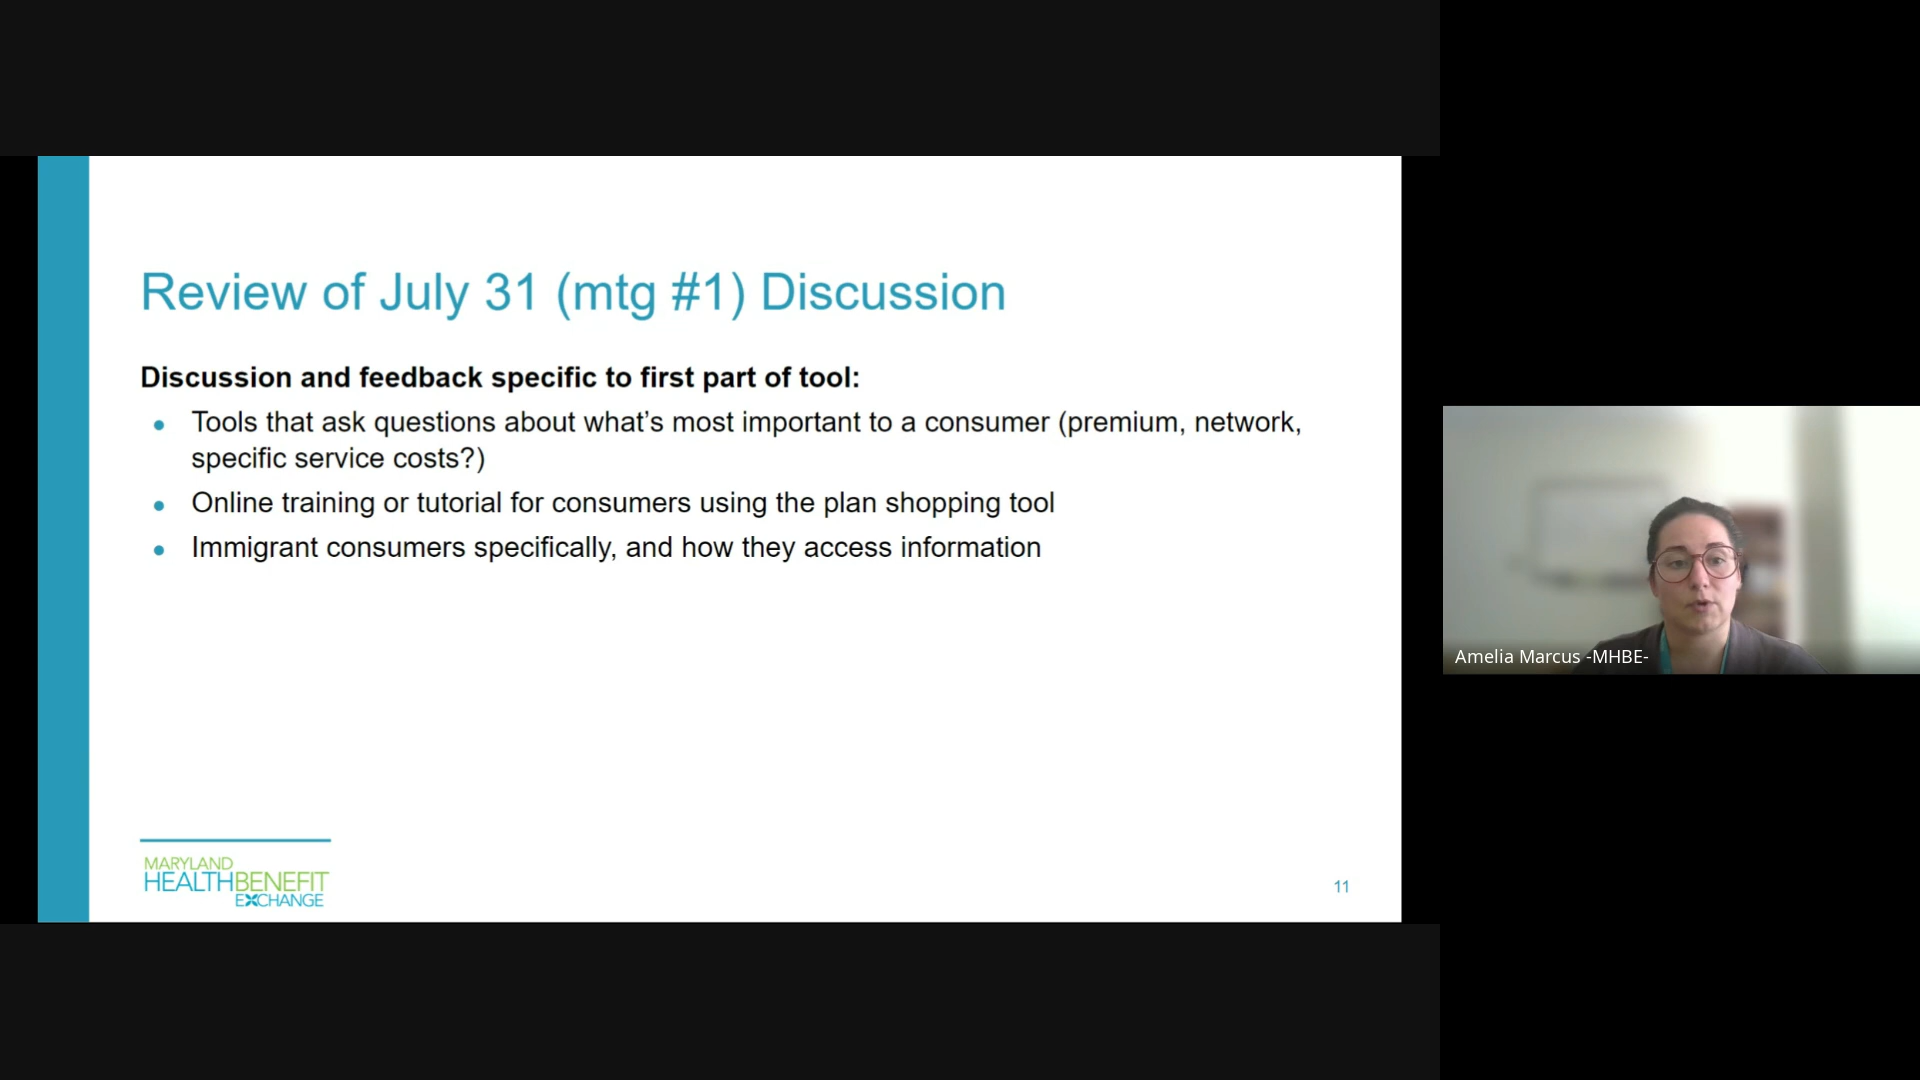 Review of July 31 (mtg #1) Discussion
Discussion and feedback specific to first part of tool:
Tools that ask questions about what’s most important to a consumer (premium, network,
specific service costs?)
Online training or tutorial for consumers using the plan shopping tool
Immigrant consumers specifically, and how they access information
MARYLAND
HEALTHBENEFIT
EXCHANGE
11
Amelia Marcus -MHBE-